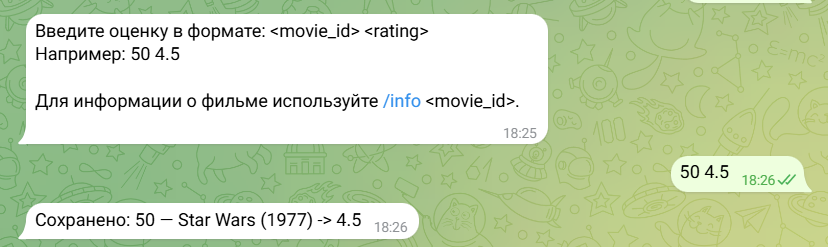 Введите оценку в формате: <movie_id> <rating>
Например: 50 4.5
Для информации о фильме используйте /info <movie_id>.
18:25
50 4.5 18:26
Сохранено: 50 — Star Wars (1977) -> 4.5 18:26